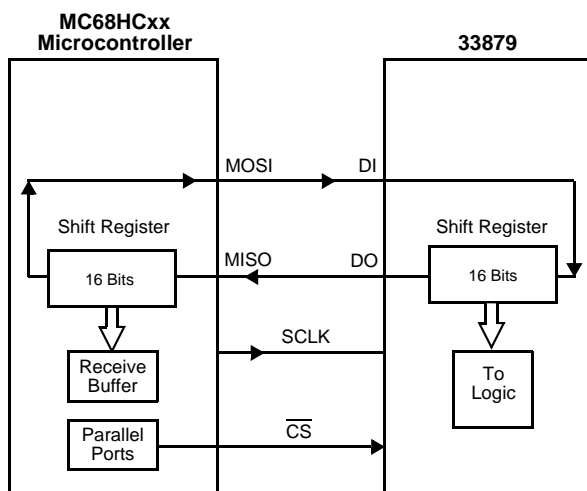 MC68HCxx
Microcontroller
33879
MOSI
DI
Shift Register
Shift Register
MISO
DO
16 Bits
16 Bits
SCLK
Receive
Buffer
To
Logic
Parallel
Ports
CS